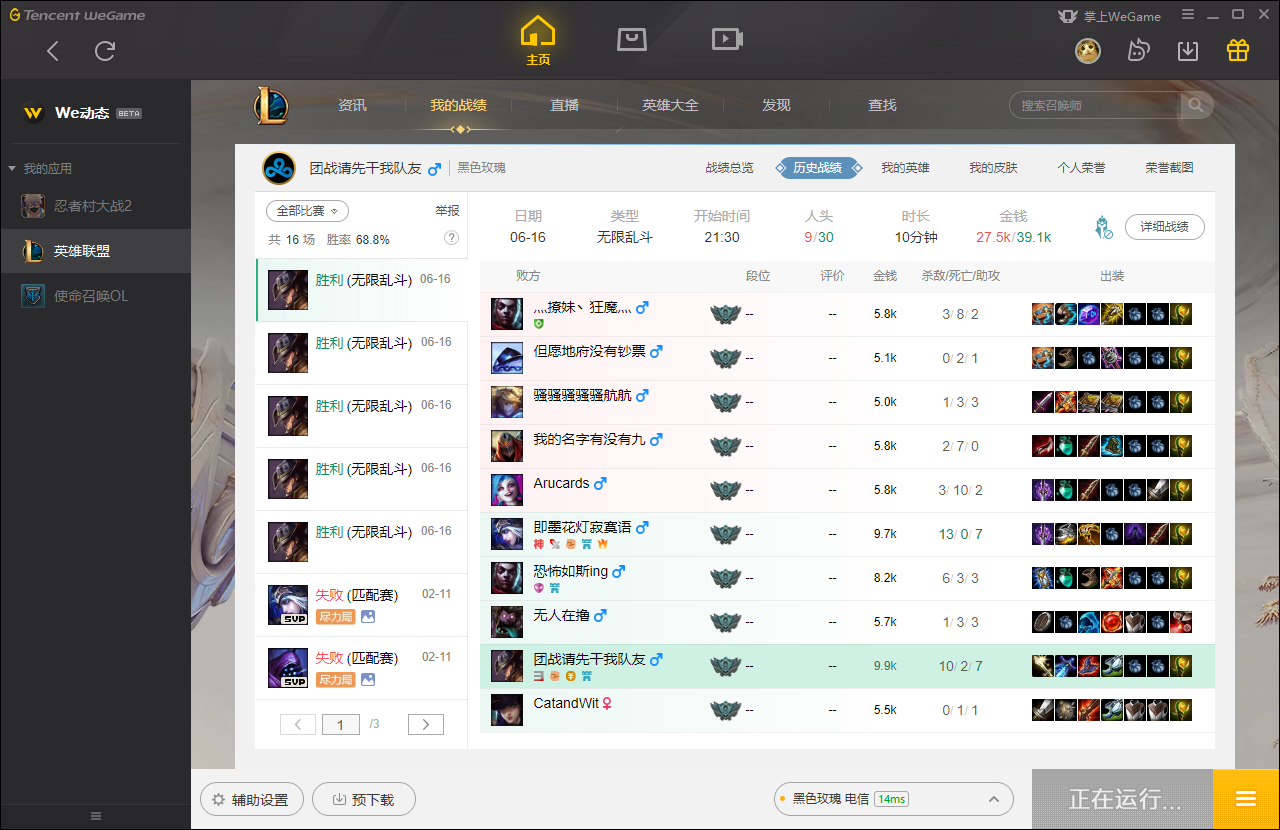 Tencent WeGame
掌上WeGame
主页
We动态 BETA
我的应用
忍者村大战2
英雄联盟
使命召唤OL
资讯 我的战绩 直播 英雄大全 发现 查找
搜索召唤师
团战请先干我队友 黑色玫瑰
战绩总览 历史战绩 我的英雄 我的皮肤 个人荣誉 荣誉截图
全部比赛 举报
共 16 场 胜率 68.8% ?
胜利 (无限乱斗) 06-16
胜利 (无限乱斗) 06-16
胜利 (无限乱斗) 06-16
胜利 (无限乱斗) 06-16
胜利 (无限乱斗) 06-16
失败 (匹配赛) 02-11
SVP 尽力局
失败 (匹配赛) 02-11
SVP 尽力局
1 /3
日期 类型 开始时间 人头 时长 金钱
06-16 无限乱斗 21:30 9/30 10分钟 27.5k/39.1k
详细战绩
败方 段位 评价 金钱 杀敌/死亡/助攻 出装
灬撩妹丶狂魔灬 -- -- 5.8k 3/ 8/ 2
但愿地府没有钞票 -- -- 5.1k 0/ 2/ 1
骚骚骚骚骚航航 -- -- 5.0k 1/ 3/ 3
我的名字有没有九 -- -- 5.8k 2/ 7/ 0
Arucards -- -- 5.8k 3/ 10/ 2
即墨花灯寂寞语 -- -- 9.7k 13/ 0/ 7
神
恐怖如斯ing -- -- 8.2k 6/ 3/ 3
无人在撸 -- -- 5.7k 1/ 3/ 3
团战请先干我队友 -- -- 9.9k 10/ 2/ 7
CatandWit -- -- 5.5k 0/ 1/ 1
辅助设置 预下载
黑色玫瑰 电信 14ms
正在运行...